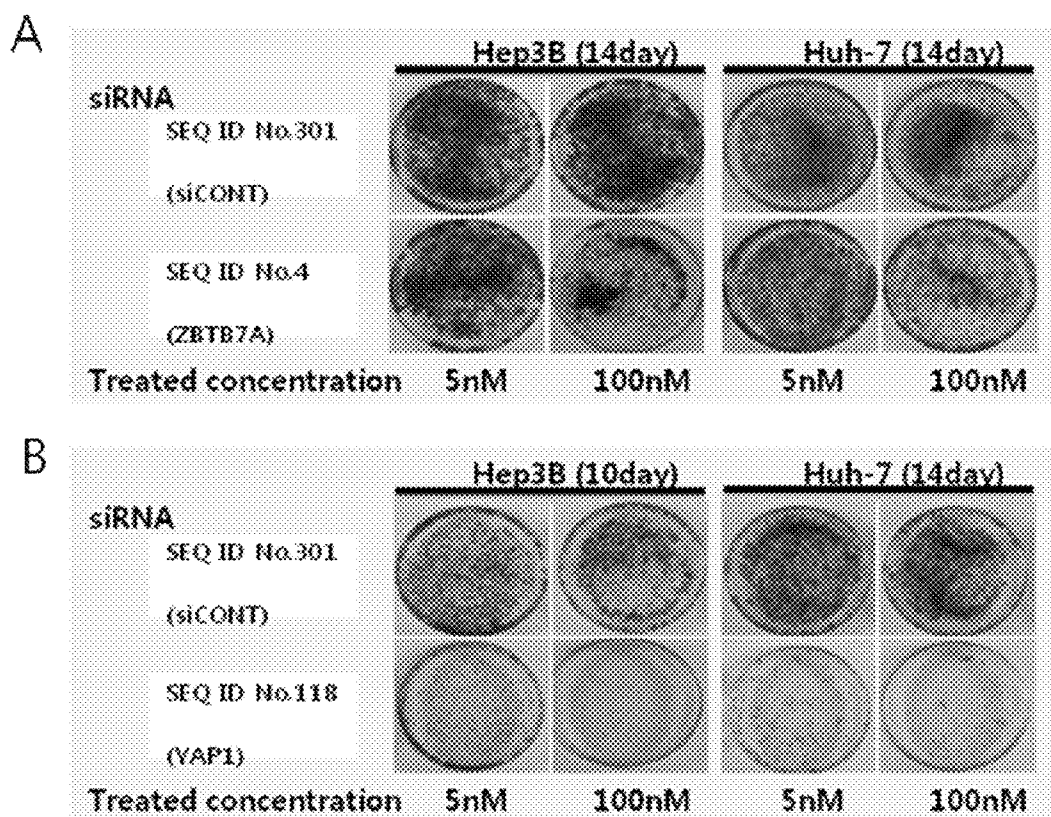 A
Hep3B (14day) Huh-7 (14day)
siRNA
SEQ ID No.301
(siCONT)
SEQ ID No.4
(ZBTB7A)
Treated concentration 5nM 100nM 5nM 100nM
B
Hep3B (10day) Huh-7 (14day)
siRNA
SEQ ID No.301
(siCONT)
SEQ ID No.118
(YAP1)
Treated concentration 5nM 100nM 5nM 100nM